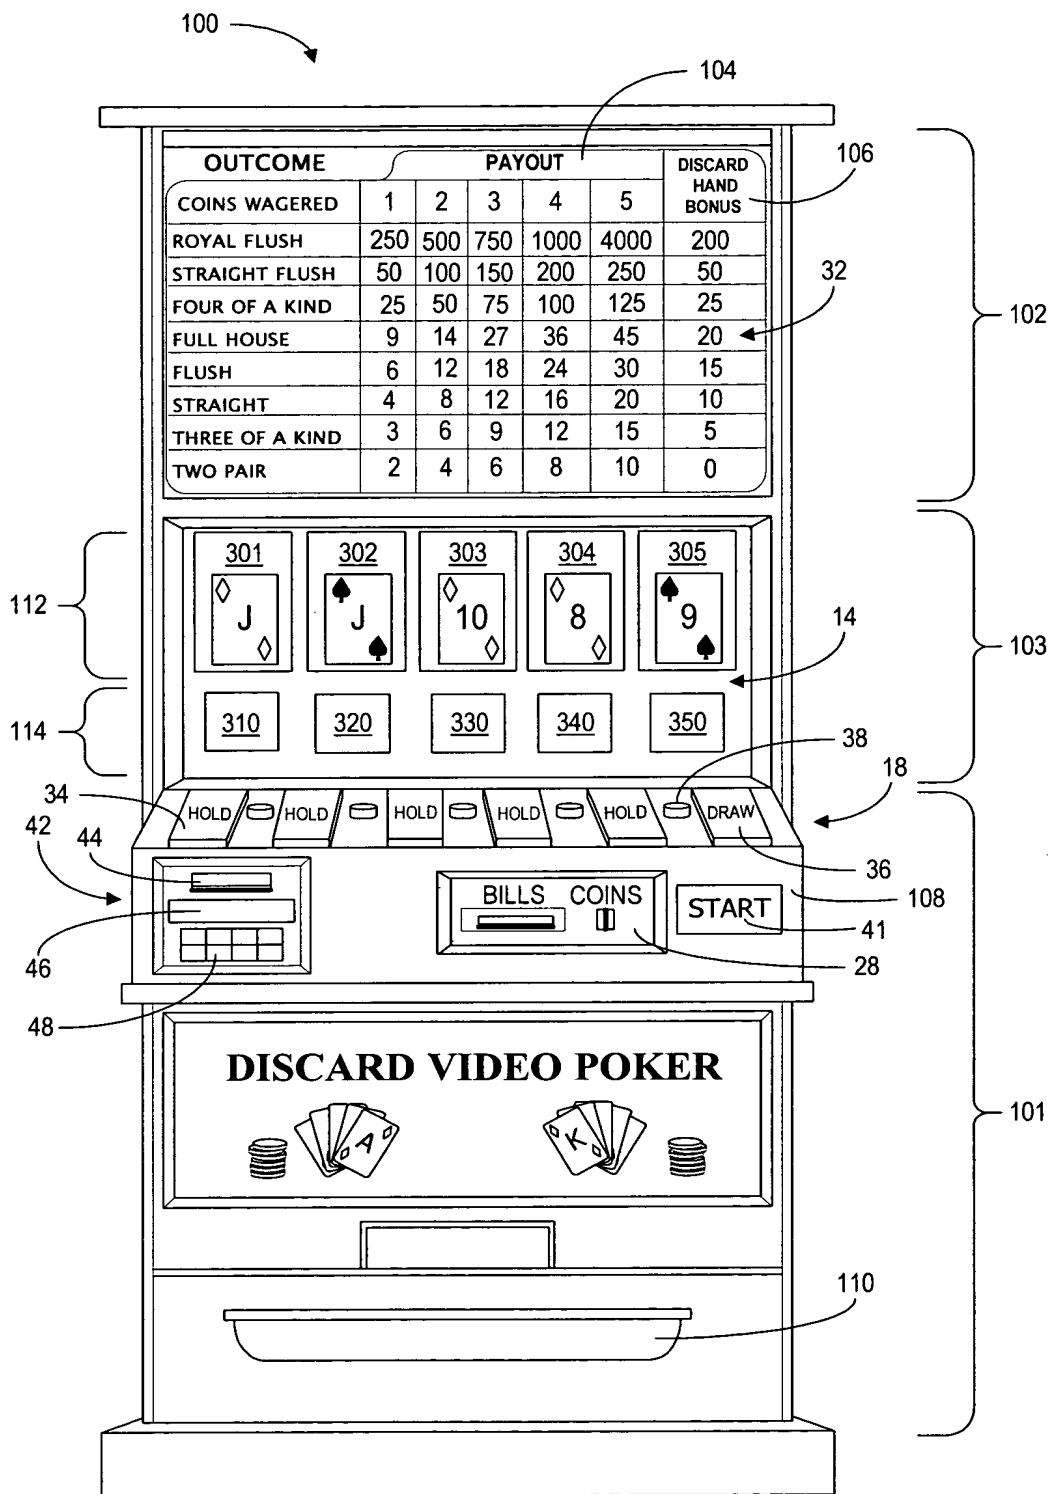 100
104
OUTCOME PAYOUT DISCARD HAND BONUS 106
COINS WAGERED 1 2 3 4 5
ROYAL FLUSH 250 500 750 1000 4000 200
STRAIGHT FLUSH 50 100 150 200 250 50 32
FOUR OF A KIND 25 50 75 100 125 25
102
FULL HOUSE 9 14 27 36 45 20
FLUSH 6 12 18 24 30 15
STRAIGHT 4 8 12 16 20 10
THREE OF A KIND 3 6 9 12 15 5
TWO PAIR 2 4 6 8 10 0
301 302 303 304 305
112 J J 10 8 9 14
103
114 310 320 330 340 350 38
34 18
HOLD HOLD HOLD HOLD HOLD DRAW
42 44 36
BILLS COINS 108
START
46 41
28
48
DISCARD VIDEO POKER
101
A K
110